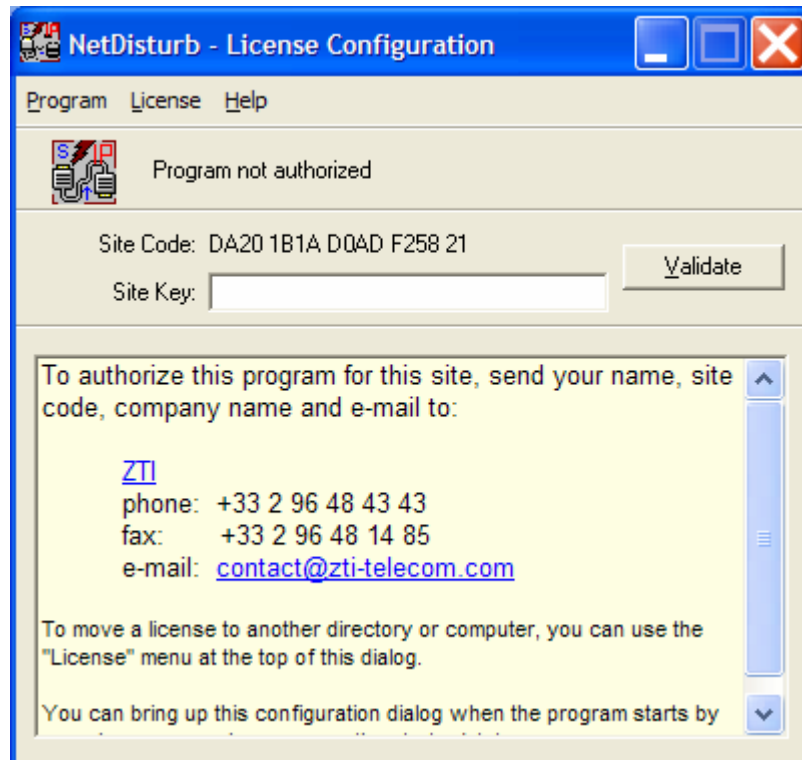 NetDisturb - License Configuration
Program License Help
Program not authorized
Site Code: DA20 1B1A D0AD F258 21
Validate
Site Key:
To authorize this program for this site, send your name, site
code, company name and e-mail to:
ZTI
phone: +33 2 96 48 43 43
fax: +33 2 96 48 14 85
e-mail: contact@zti-telecom.com
To move a license to another directory or computer, you can use the
"License" menu at the top of this dialog.
You can bring up this configuration dialog when the program starts by